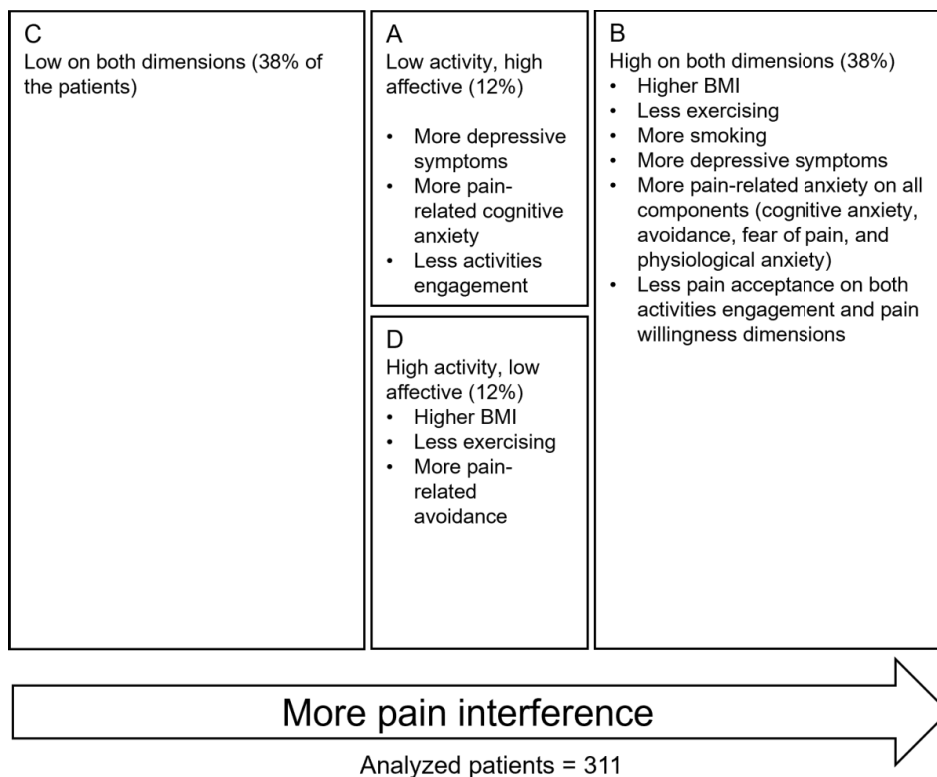 C
Low on both dimensions (38% of
the patients)
A
Low activity, high
affective (12%)
• More depressive
symptoms
• More pain-
related cognitive
anxiety
• Less activities
engagement
D
High activity, low
affective (12%)
• Higher BMI
• Less exercising
• More pain-
related
avoidance
B
High on both dimensions (38%)
• Higher BMI
• Less exercising
• More smoking
• More depressive symptoms
• More pain-related anxiety on all
components (cognitive anxiety,
avoidance, fear of pain, and
physiological anxiety)
• Less pain acceptance on both
activities engagement and pain
willingness dimensions
More pain interference
Analyzed patients = 311